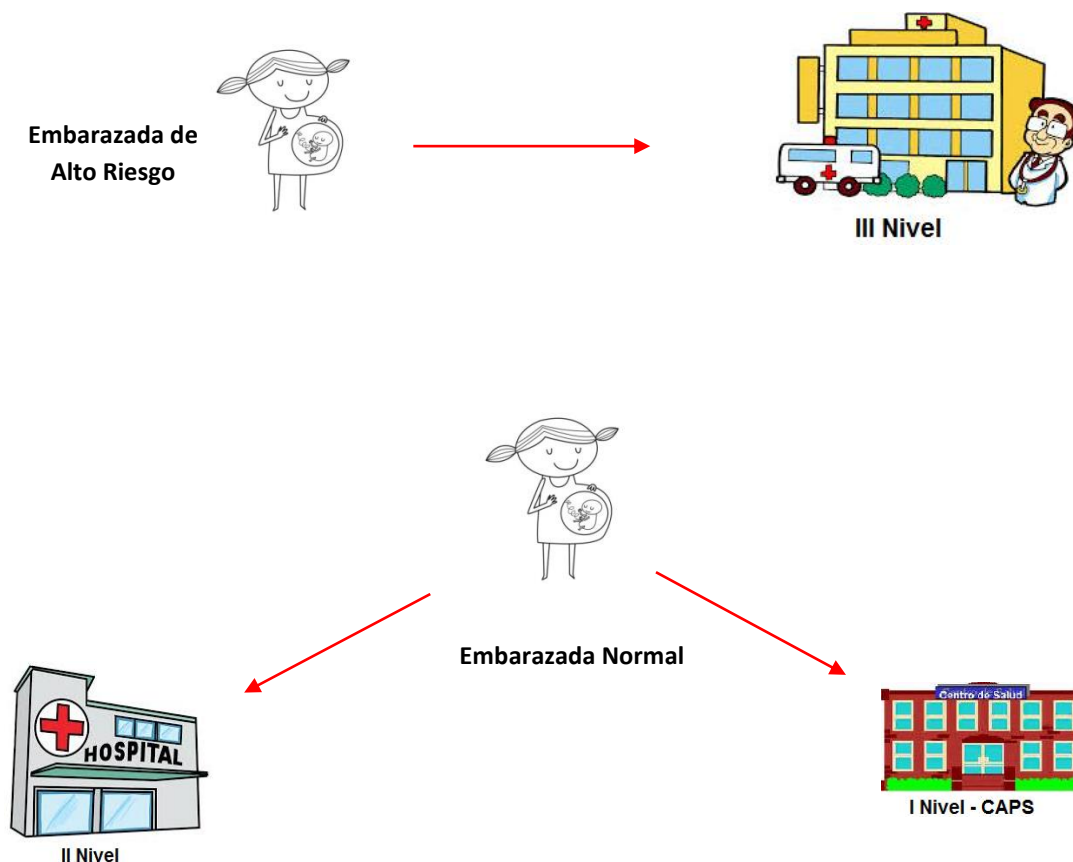 Embarazada de
Alto Riesgo
III Nivel
Embarazada Normal
HOSPITAL
II Nivel
Centro de Salud
I Nivel - CAPS